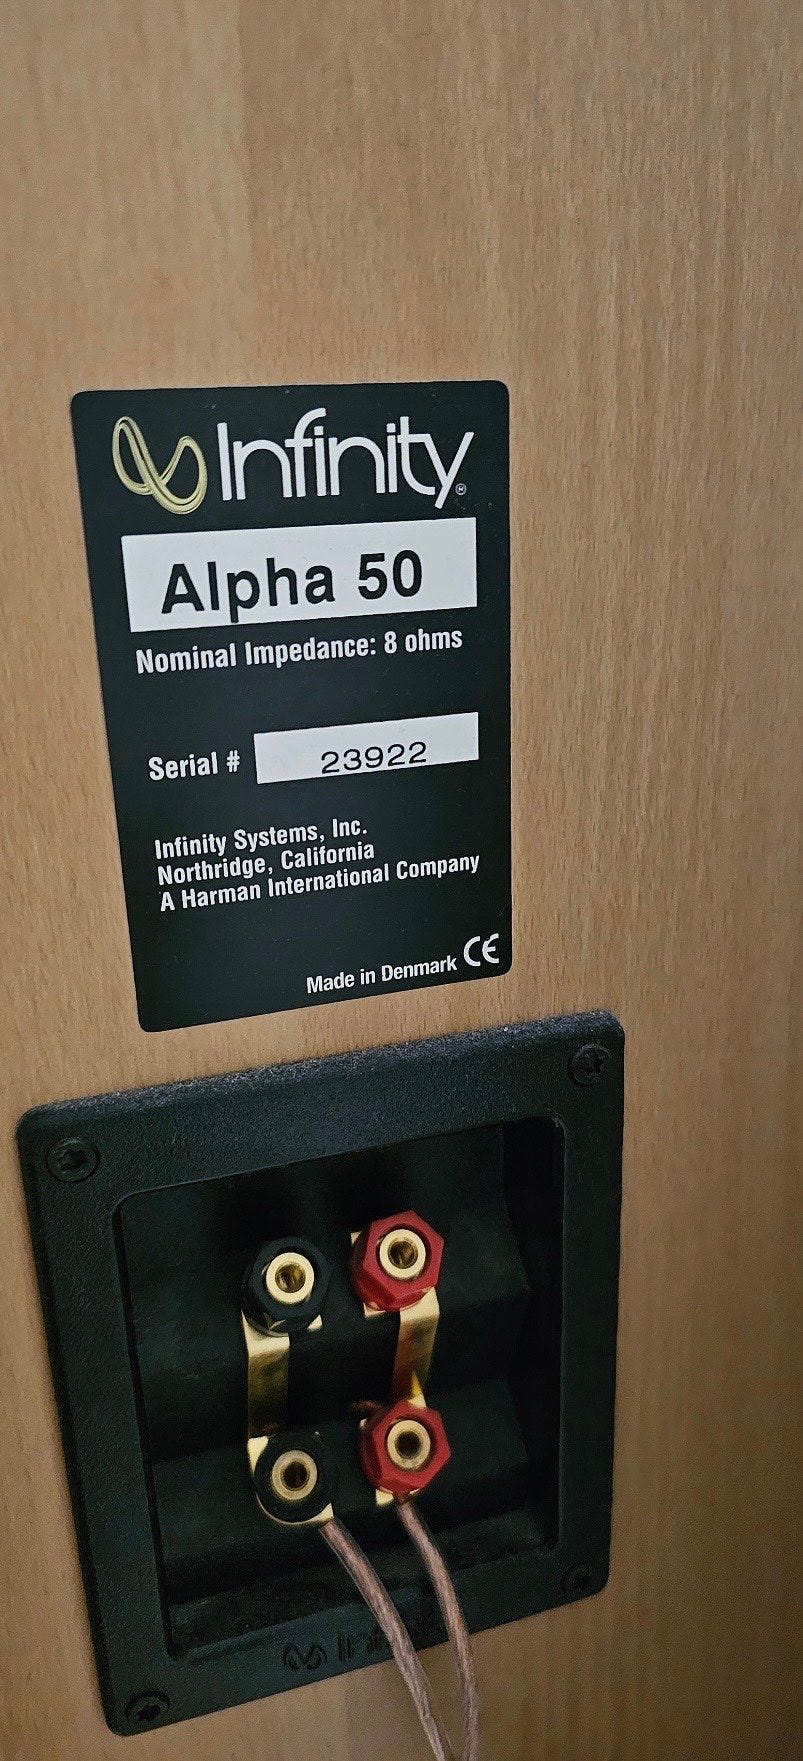 Infinity®
Alpha 50
Nominal Impedance: 8 ohms
Serial # 23922
Infinity Systems, Inc.
Northridge, California
A Harman International Company
Made in Denmark CE